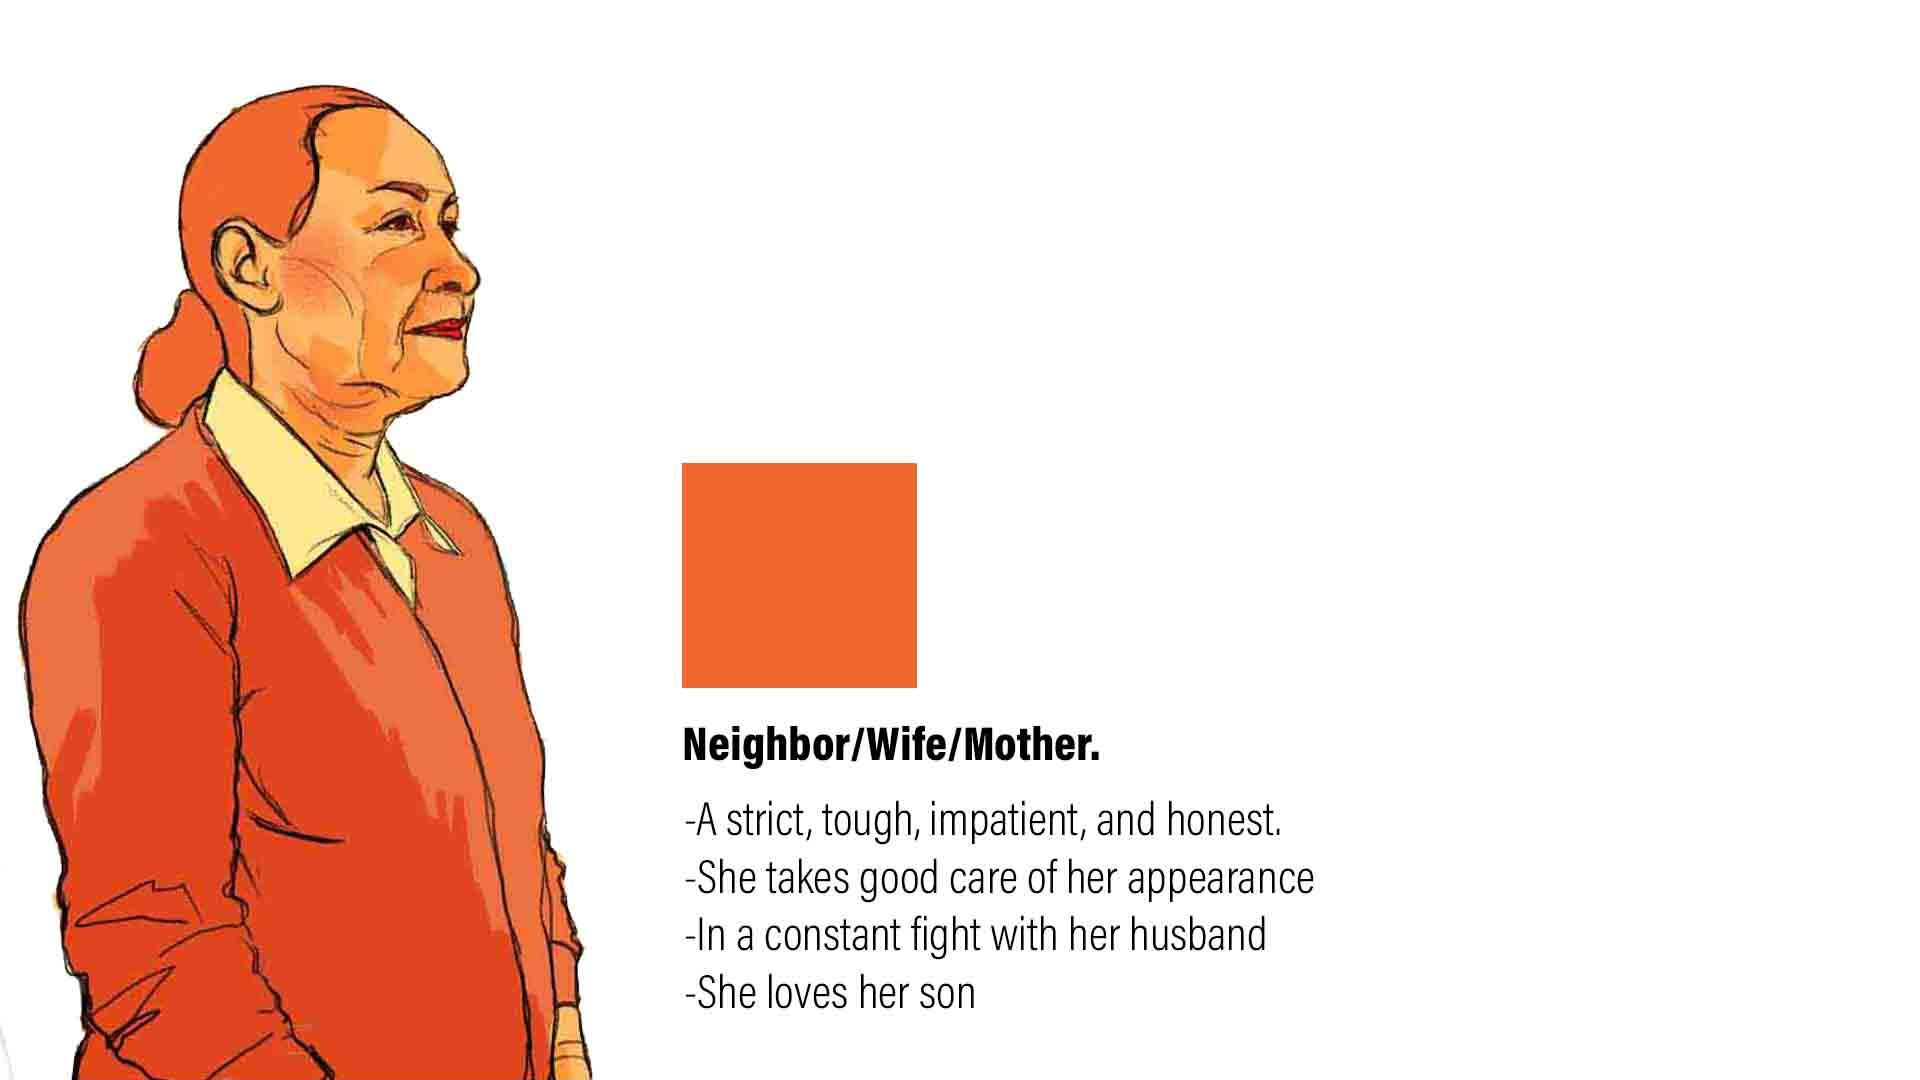 Neighbor/Wife/Mother.
-A strict, tough, impatient, and honest.
-She takes good care of her appearance
-In a constant fight with her husband
-She loves her son